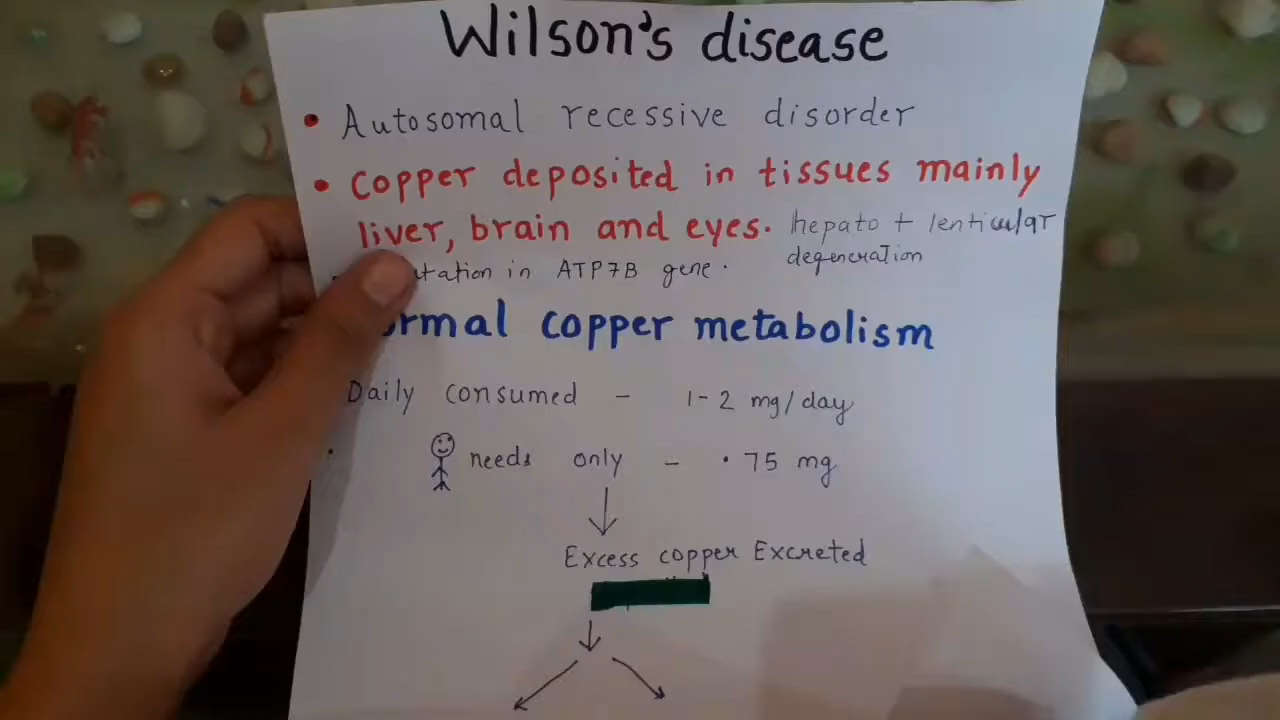 Wilson's disease
• Autosomal recessive disorder
• Copper deposited in tissues mainly
liver, brain and eyes. hepato + lenticular
degeneration
tation in ATP7B gene.
ormal copper metabolism
Daily consumed - 1-2 mg/day
needs only - .75 mg
Excess copper Excreted